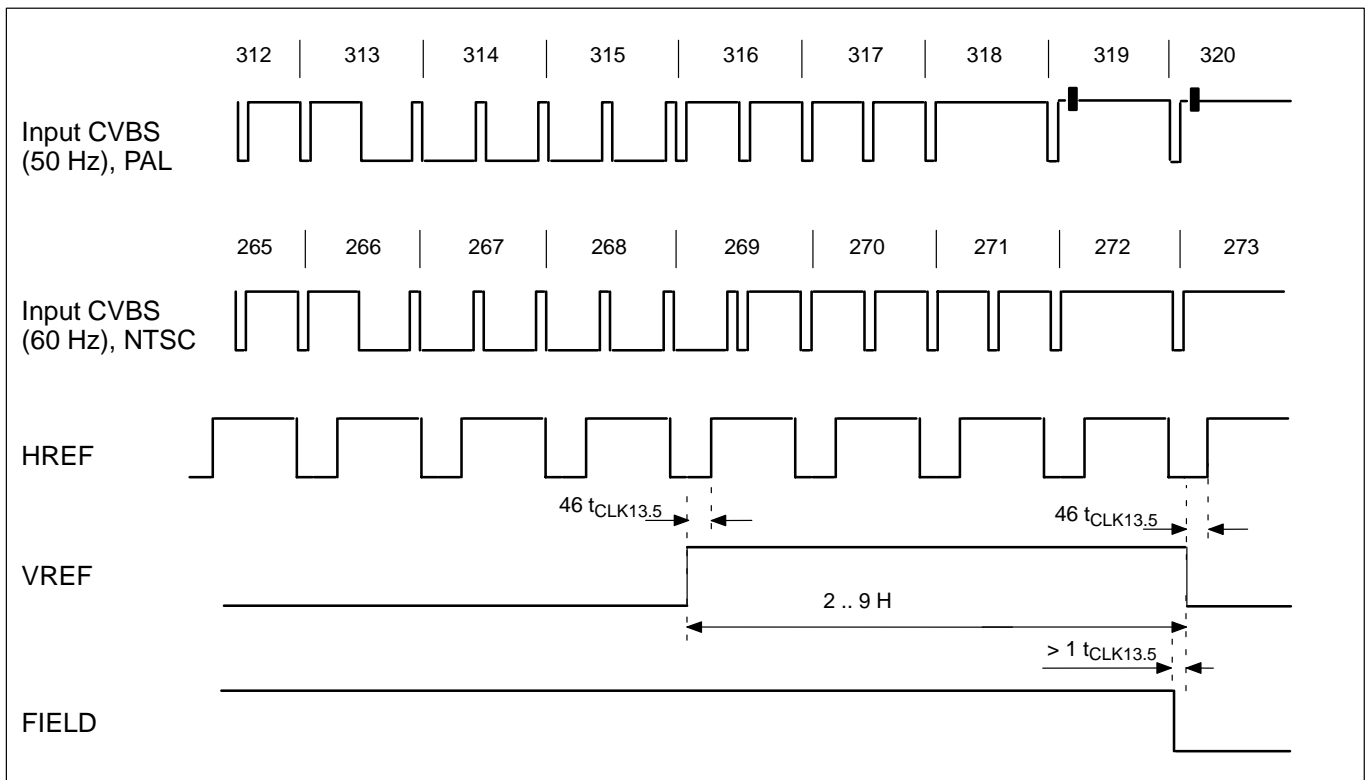 312 313 314 315 316 317 318 319 320
Input CVBS
(50 Hz), PAL
265 266 267 268 269 270 271 272 273
Input CVBS
(60 Hz), NTSC
HREF
46 tCLK13.5 46 tCLK13.5
VREF
2 .. 9 H
> 1 tCLK13.5
FIELD